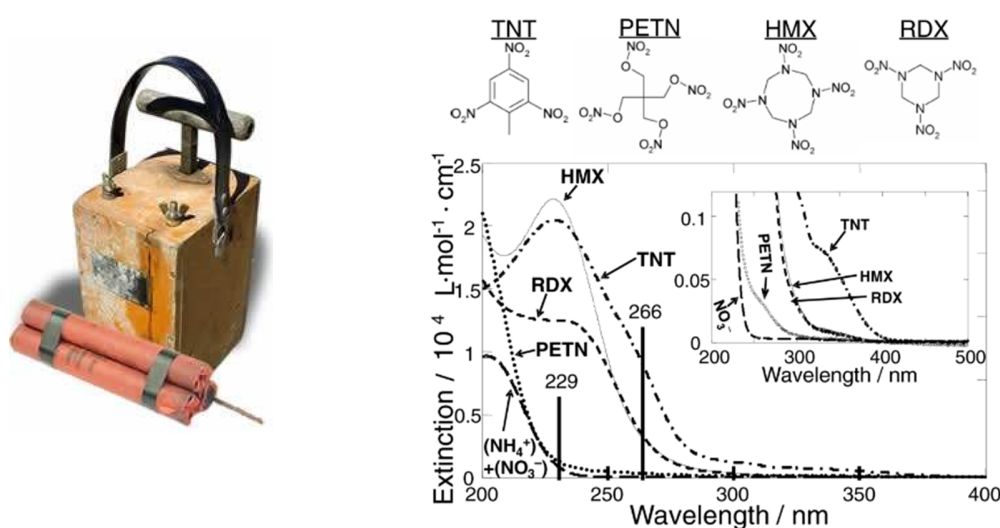 TNT PETN HMX RDX
NO₂
O₂N NO₂
NO₂
O
O NO₂
O₂N O
O
NO₂
NO₂
N
O₂N N N NO₂
N
NO₂
O₂N N N NO₂
N
NO₂
Extinction / 10⁴ L·mol⁻¹·cm⁻¹
2.5
2
1.5
1
0.5
0
HMX
TNT
RDX
PETN
229
266
(NH₄⁺)
+(NO₃⁻)
200 250 300 350 400
Wavelength / nm
0.1
0.05
0
PETN
TNT
HMX
RDX
NO₃⁻
200 300 400 500
Wavelength / nm